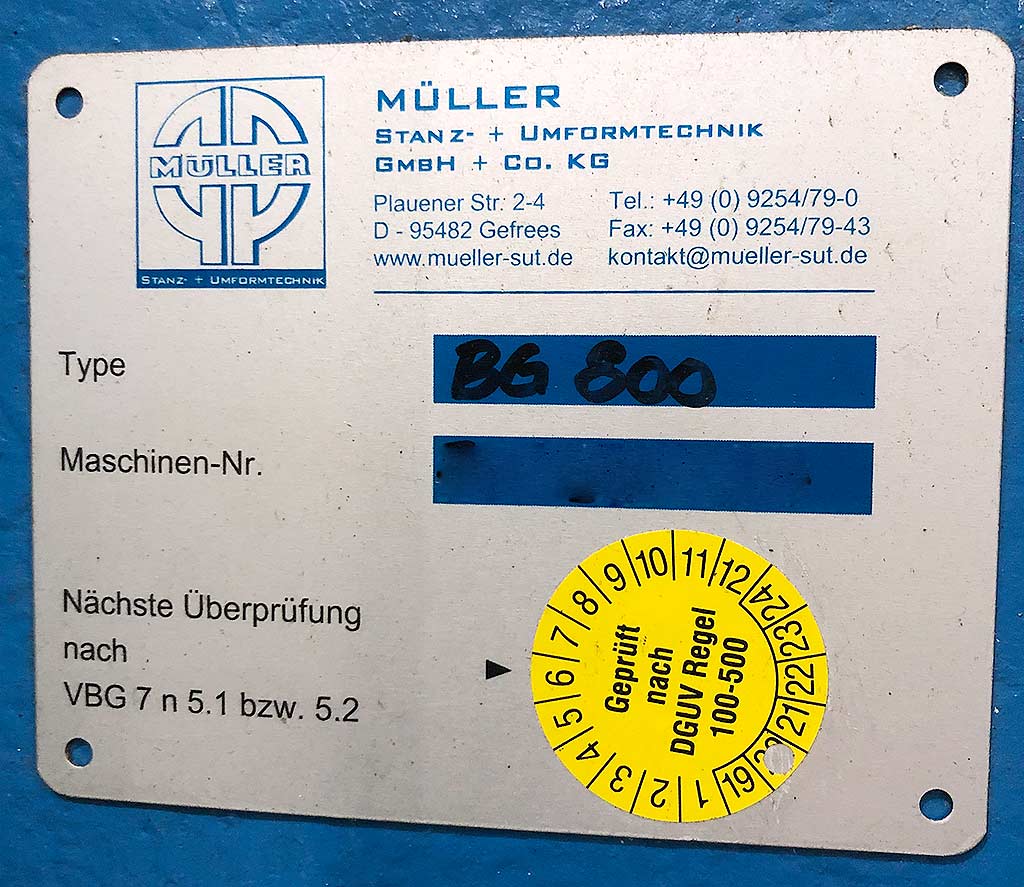 MÜLLER
STANZ- + UMFORMTECHNIK
MÜLLER
STANZ- + UMFORMTECHNIK
GMBH + CO. KG
Plauener Str. 2-4
D - 95482 Gefrees
www.mueller-sut.de
Tel.: +49 (0) 9254/79-0
Fax: +49 (0) 9254/79-43
kontakt@mueller-sut.de
Type
BG 800
Maschinen-Nr.
Nächste Überprüfung
nach
VBG 7 n 5.1 bzw. 5.2
1 2 3 4 5 6 7 8 9 10 11 12
24 23 22 21 19
Geprüft
nach
DGUV Regel
100-500